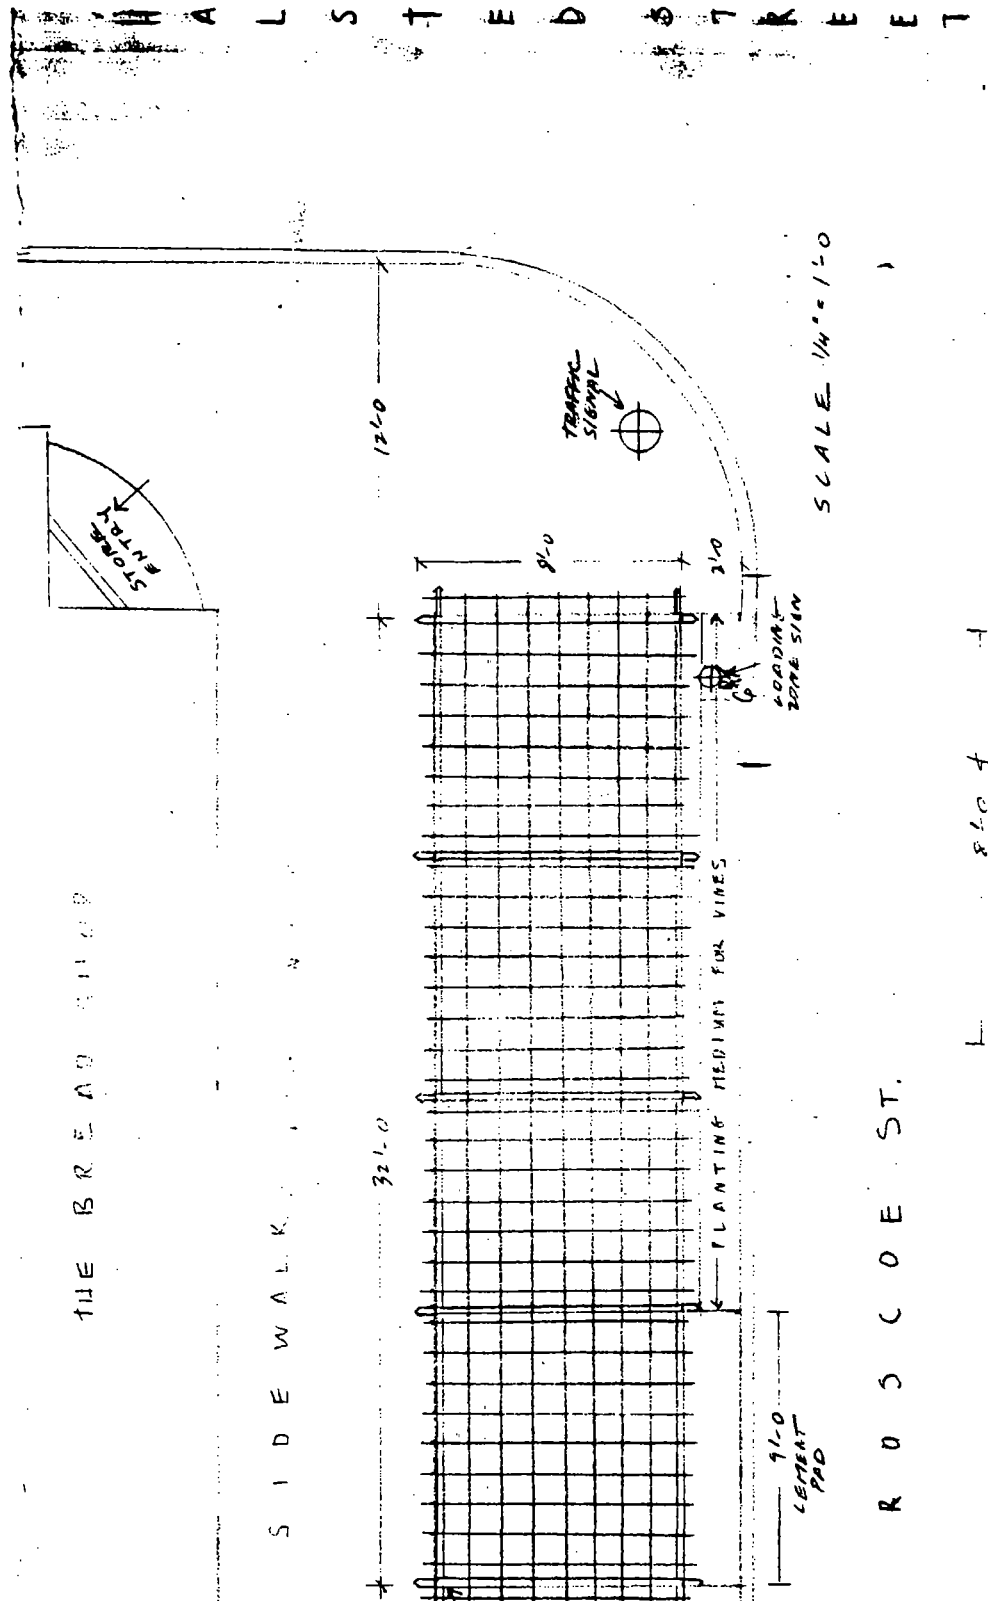 HALSTED STREET
12'-0
TRAFFIC
SIGNAL
SCALE 1/4" = 1'-0
STORE
ENTRY
2'-0
LOADING
ZONE SIGN
THE BREAD SHOP
32'-0
PLANTING MEDIUM FOR VINES
8'-0
SIDEWALK
9'-0
CEMENT
PAD
ROSCOE ST.